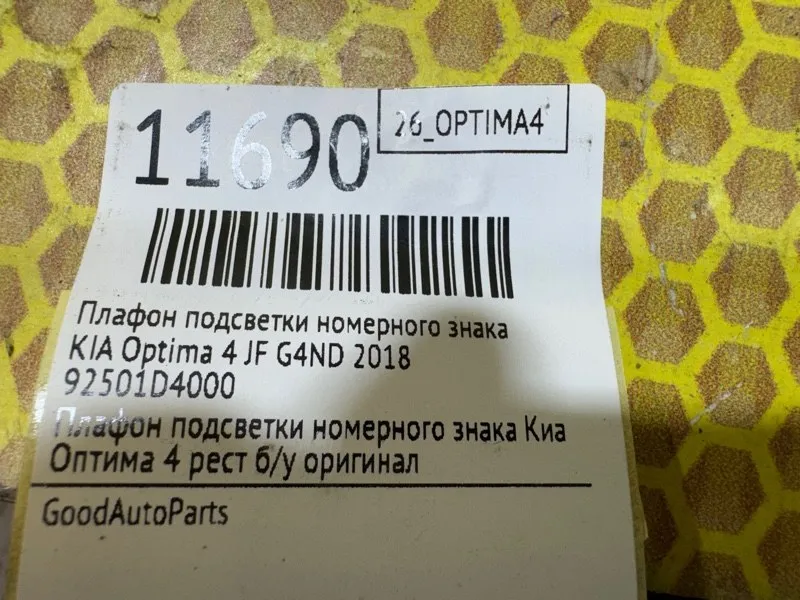 11690
26_OPTIMA4
Плафон подсветки номерного знака
KIA Optima 4 JF G4ND 2018
92501D4000
Плафон подсветки номерного знака Киа
Оптима 4 рест б/у оригинал
GoodAutoParts